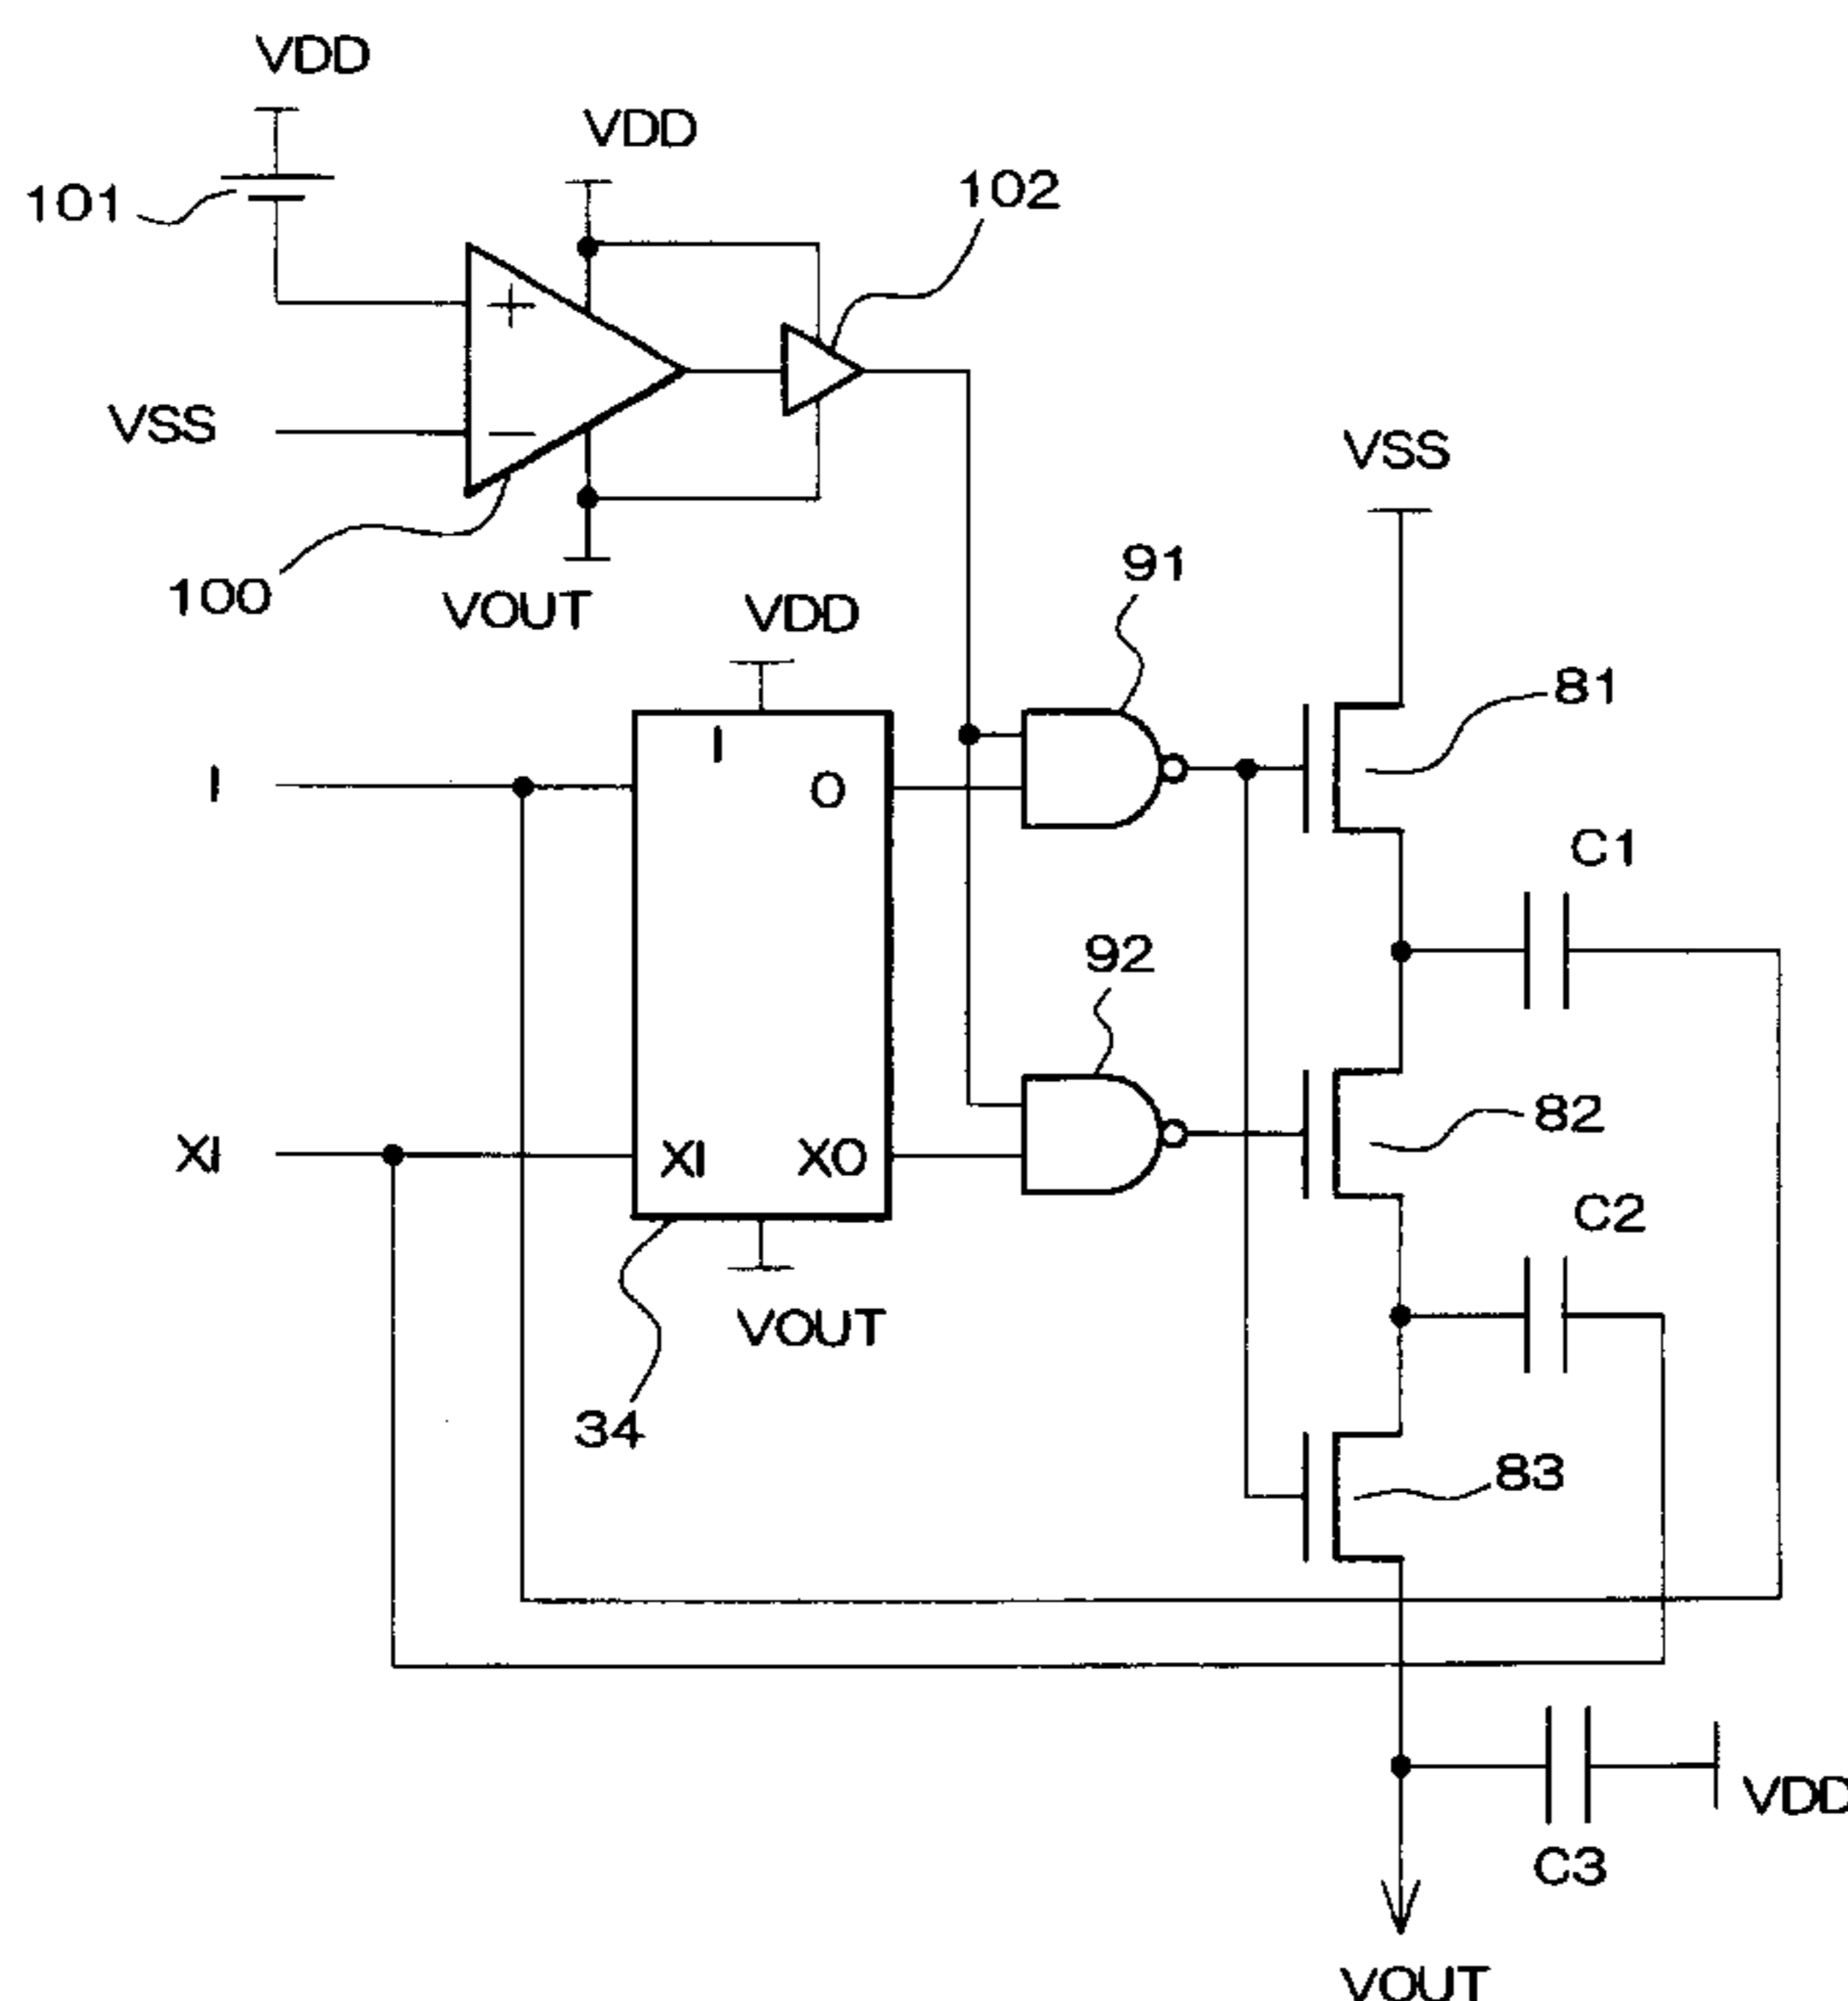 VDD
VDD
101
102
+
VSS
−
VSS
100
VOUT
VDD
91
81
I
I
O
C1
92
82
XI
XI
XO
C2
VOUT
34
83
VDD
C3
VOUT